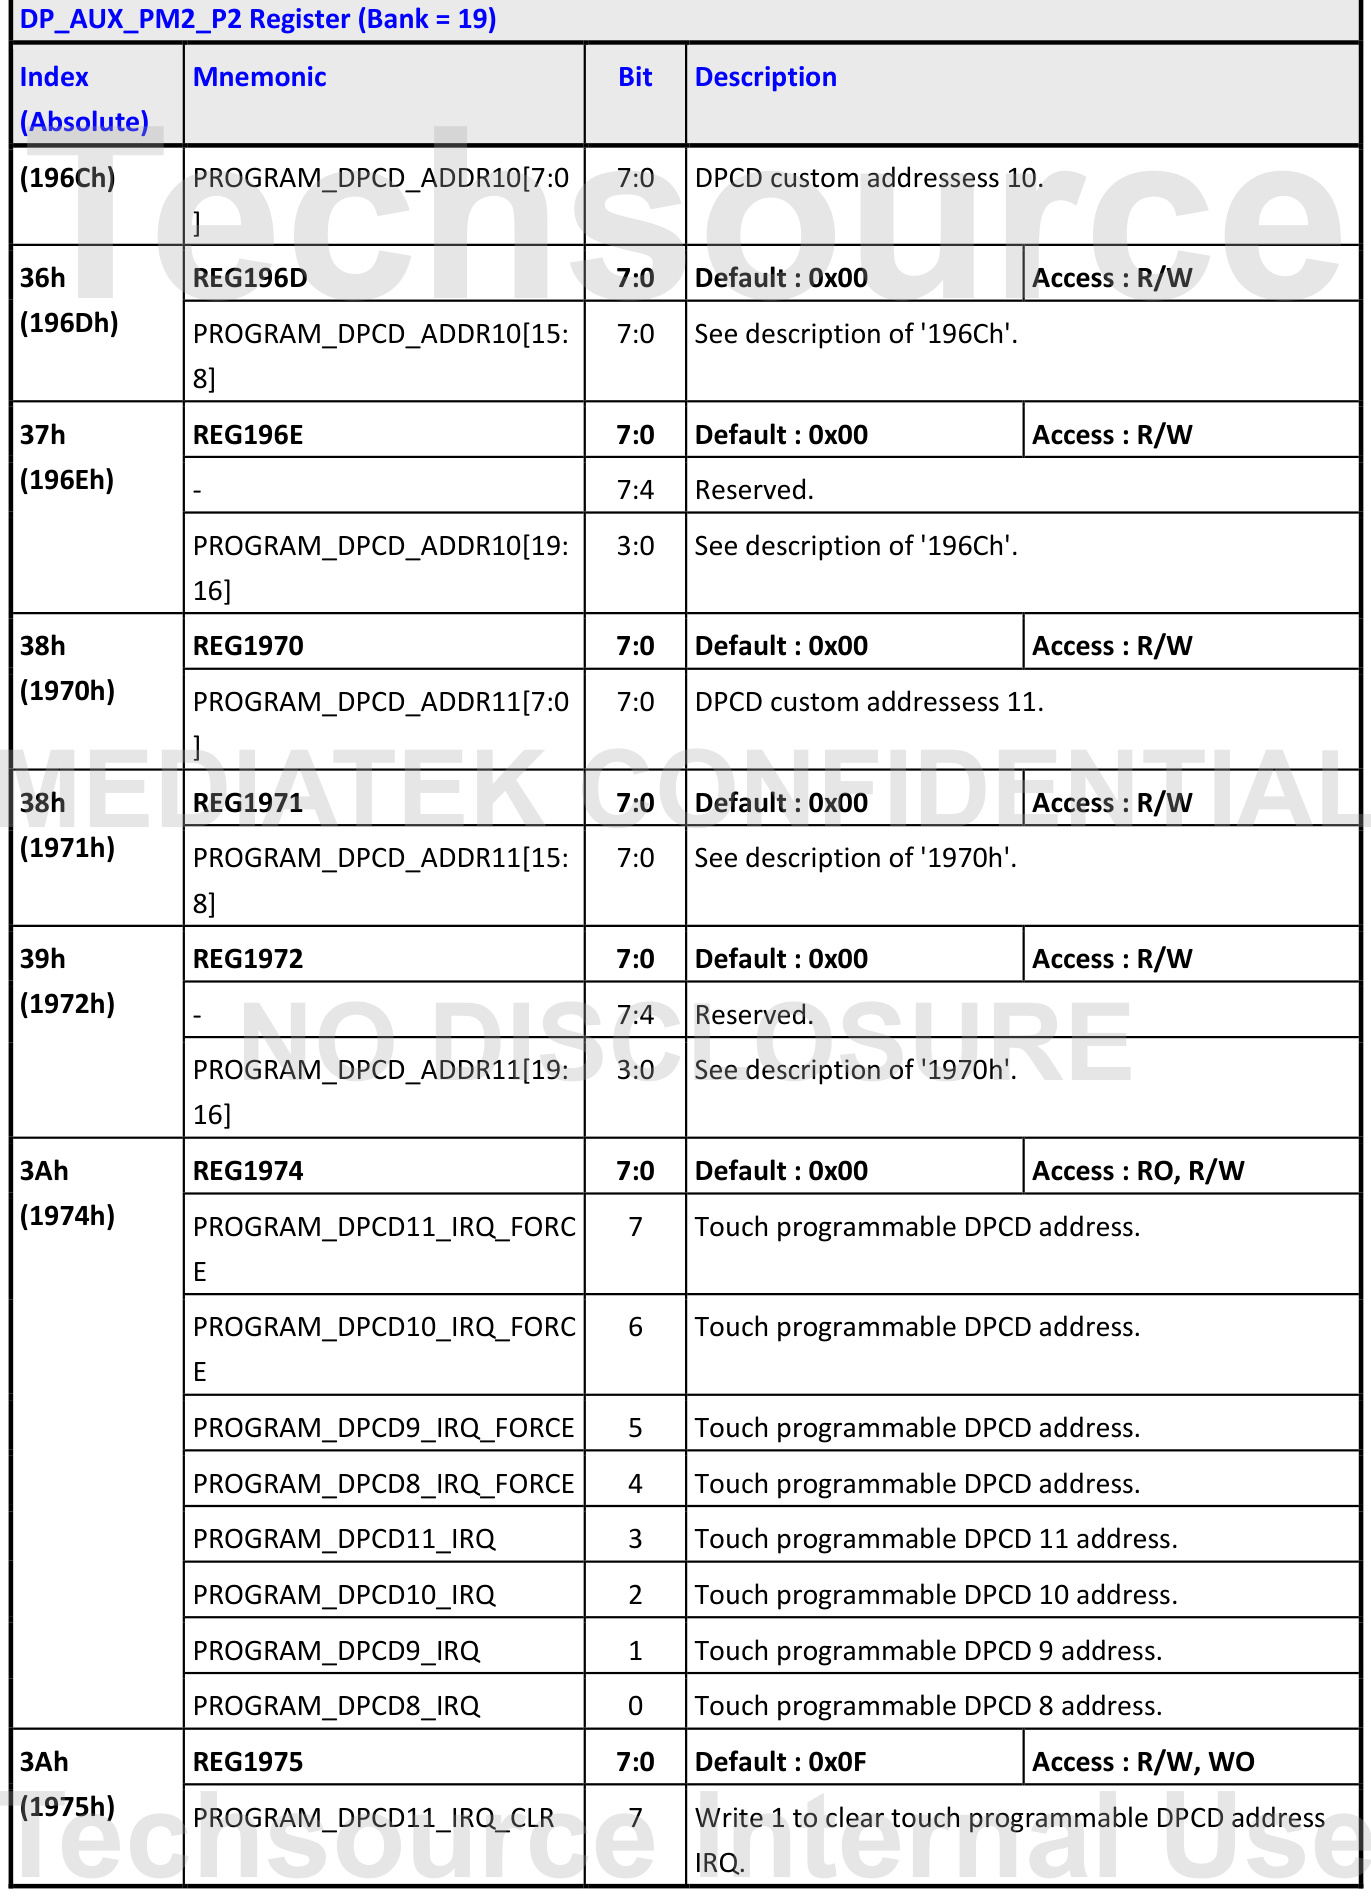 DP_AUX_PM2_P2 Register (Bank = 19)
Index
(Absolute)
Mnemonic
Bit
Description
(196Ch)
PROGRAM_DPCD_ADDR10[7:0
]
7:0
DPCD custom addressess 10.
36h
(196Dh)
REG196D
7:0
Default : 0x00
Access : R/W
PROGRAM_DPCD_ADDR10[15:
8]
7:0
See description of '196Ch'.
37h
(196Eh)
REG196E
7:0
Default : 0x00
Access : R/W
-
7:4
Reserved.
PROGRAM_DPCD_ADDR10[19:
16]
3:0
See description of '196Ch'.
38h
(1970h)
REG1970
7:0
Default : 0x00
Access : R/W
PROGRAM_DPCD_ADDR11[7:0
]
7:0
DPCD custom addressess 11.
38h
(1971h)
REG1971
7:0
Default : 0x00
Access : R/W
PROGRAM_DPCD_ADDR11[15:
8]
7:0
See description of '1970h'.
39h
(1972h)
REG1972
7:0
Default : 0x00
Access : R/W
-
7:4
Reserved.
PROGRAM_DPCD_ADDR11[19:
16]
3:0
See description of '1970h'.
3Ah
(1974h)
REG1974
7:0
Default : 0x00
Access : RO, R/W
PROGRAM_DPCD11_IRQ_FORC
E
7
Touch programmable DPCD address.
PROGRAM_DPCD10_IRQ_FORC
E
6
Touch programmable DPCD address.
PROGRAM_DPCD9_IRQ_FORCE
5
Touch programmable DPCD address.
PROGRAM_DPCD8_IRQ_FORCE
4
Touch programmable DPCD address.
PROGRAM_DPCD11_IRQ
3
Touch programmable DPCD 11 address.
PROGRAM_DPCD10_IRQ
2
Touch programmable DPCD 10 address.
PROGRAM_DPCD9_IRQ
1
Touch programmable DPCD 9 address.
PROGRAM_DPCD8_IRQ
0
Touch programmable DPCD 8 address.
3Ah
(1975h)
REG1975
7:0
Default : 0x0F
Access : R/W, WO
PROGRAM_DPCD11_IRQ_CLR
7
Write 1 to clear touch programmable DPCD address
IRQ.
Techsource
MEDIATEK CONFIDENTIAL
NO DISCLOSURE
Techsource Internal Use